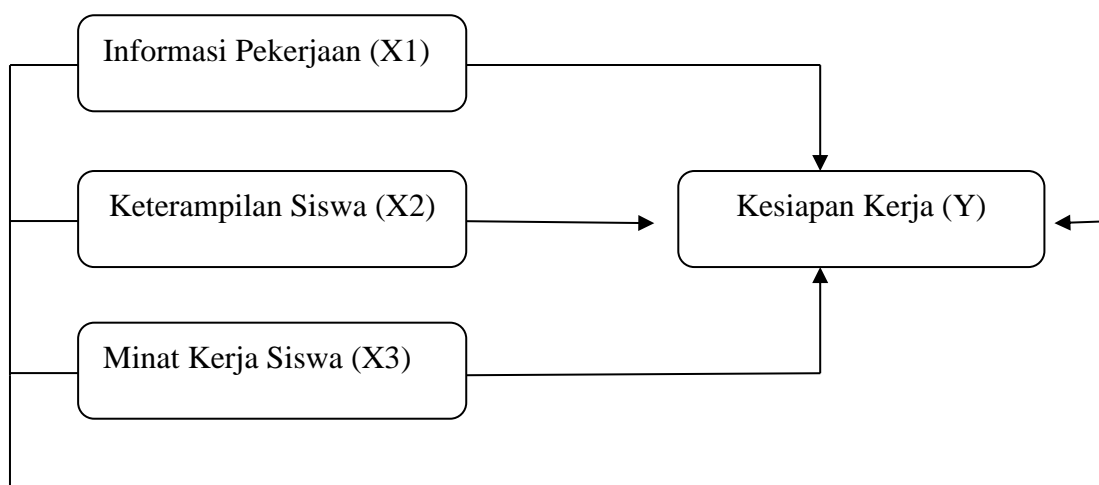 Informasi Pekerjaan (X1)
Keterampilan Siswa (X2)
Kesiapan Kerja (Y)
Minat Kerja Siswa (X3)